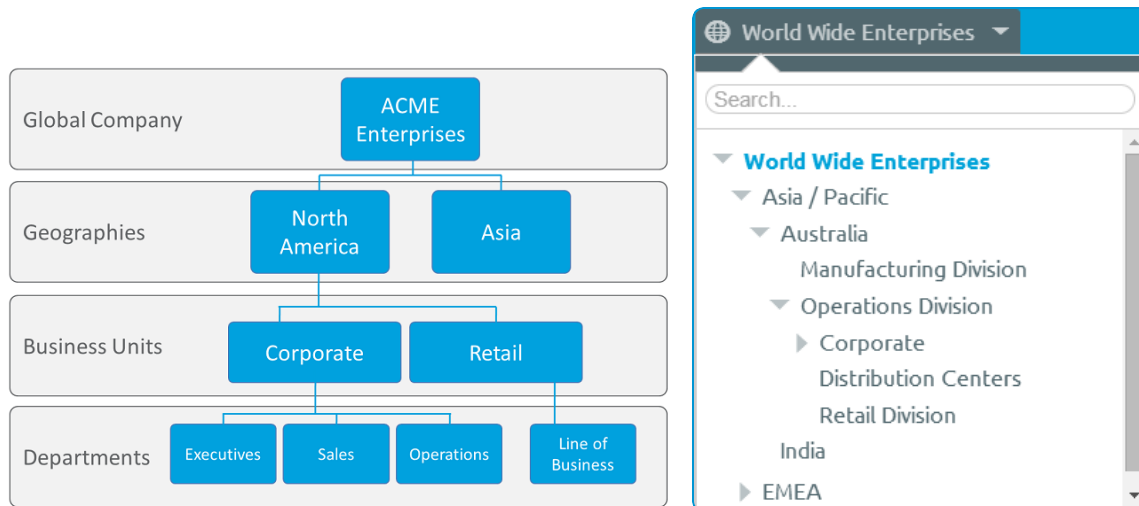 Global Company
ACME
Enterprises
Geographies
North
America
Asia
Business Units
Corporate
Retail
Departments
Executives
Sales
Operations
Line of
Business
World Wide Enterprises
Search...
World Wide Enterprises
Asia / Pacific
Australia
Manufacturing Division
Operations Division
Corporate
Distribution Centers
Retail Division
India
EMEA